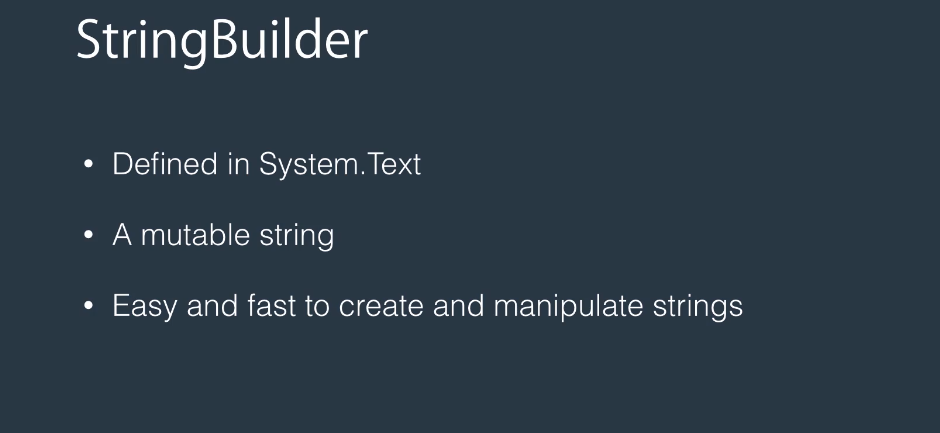 StringBuilder
• Defined in System.Text
• A mutable string
• Easy and fast to create and manipulate strings